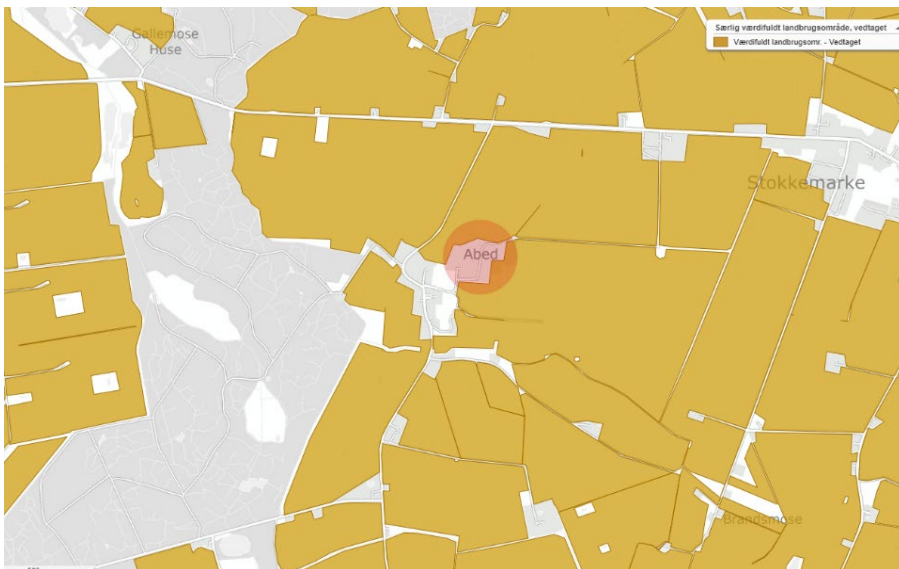 Gallemose
Huse
Særlig værdifuldt landbrugsområde, vedtaget
Værdifuldt landbrugsomr. - Vedtaget
Stokkemarke
Abed
Brandsmose